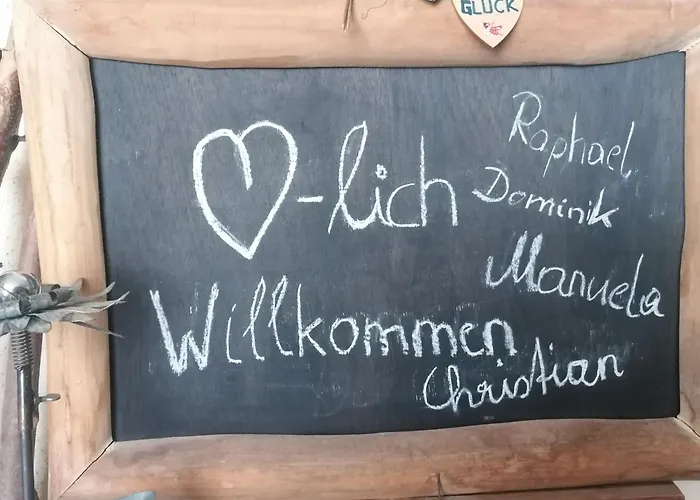 GLÜCK
♡-lich
Willkommen
Raphael
Dominik
Manuela
Christian